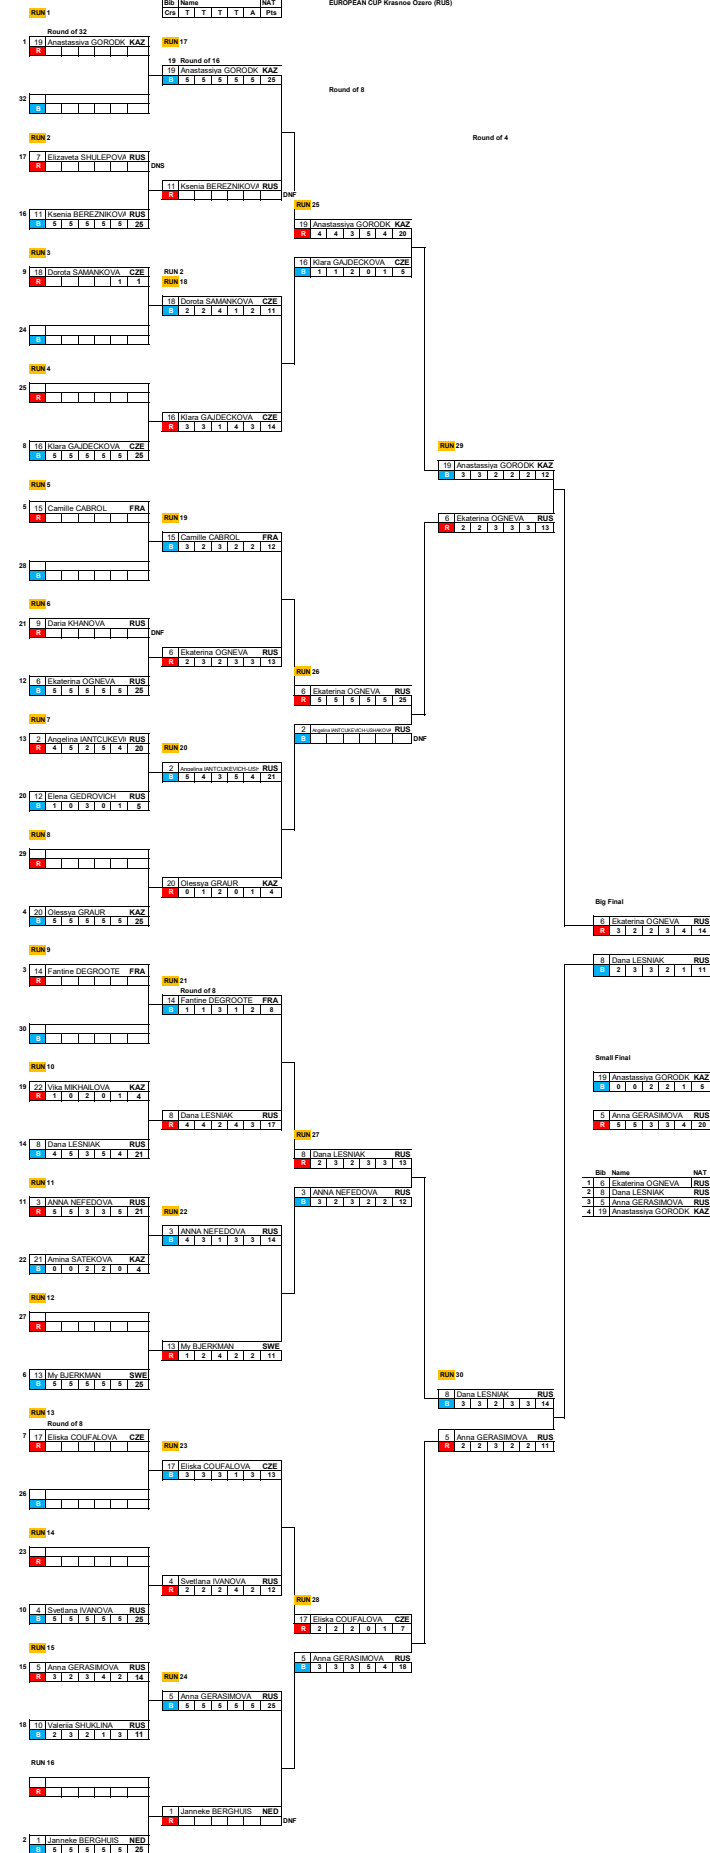 Bib Name NAT
Crs T T T T A Pts
EUROPEAN CUP Krasnoe Ozero (RUS)
RUN 1
Round of 32
1 19 Anastassiya GORODK KAZ
R
32
B
RUN 2
17 7 Elizaveta SHULEPOVA RUS
R DNS
16 11 Ksenia BEREZNIKOVA RUS
B 5 5 5 5 5 25
RUN 3
9 18 Dorota SAMANKOVA CZE
R 1 1
24
B
RUN 4
25
R
8 16 Klara GAJDECKOVA CZE
B 5 5 5 5 5 25
RUN 5
5 15 Camille CABROL FRA
R
28
B
RUN 6
21 9 Daria KHANOVA RUS
R DNF
12 6 Ekaterina OGNEVA RUS
B 5 5 5 5 5 25
RUN 7
13 2 Angelina IANTCUKEVI RUS
R 4 5 2 5 4 20
20 12 Elena GEDROVICH RUS
B 1 0 3 0 1 5
RUN 8
29
R
4 20 Olessya GRAUR KAZ
B 5 5 5 5 5 25
RUN 9
3 14 Fantine DEGROOTE FRA
R
30
B
RUN 10
19 22 Vika MIKHAILOVA KAZ
R 1 0 2 0 1 4
14 8 Dana LESNIAK RUS
B 4 5 3 5 4 21
RUN 11
11 3 ANNA NEFEDOVA RUS
R 5 5 3 3 5 21
22 21 Amina SATEKOVA KAZ
B 0 0 2 2 0 4
RUN 12
27
R
6 13 My BJERKMAN SWE
B 5 5 5 5 5 25
RUN 13
Round of 8
7 17 Eliska COUFALOVA CZE
R
26
B
RUN 14
23
R
10 4 Svetlana IVANOVA RUS
B 5 5 5 5 5 25
RUN 15
15 5 Anna GERASIMOVA RUS
R 3 2 3 4 2 14
18 10 Valeriia SHUKLINA RUS
B 2 3 2 1 3 11
RUN 16
R
2 1 Janneke BERGHUIS NED
B 5 5 5 5 5 25
RUN 17
19 Round of 16
19 Anastassiya GORODK KAZ
B 5 5 5 5 5 25
11 Ksenia BEREZNIKOVA RUS
R DNF
RUN 2
RUN 18
18 Dorota SAMANKOVA CZE
B 2 2 4 1 2 11
16 Klara GAJDECKOVA CZE
R 3 3 1 4 3 14
RUN 19
15 Camille CABROL FRA
B 3 2 3 2 2 12
6 Ekaterina OGNEVA RUS
R 2 3 2 3 3 13
RUN 20
2 Angelina IANTCUKEVICH-USH RUS
B 5 4 3 5 4 21
20 Olessya GRAUR KAZ
R 0 1 2 0 1 4
RUN 21
Round of 8
14 Fantine DEGROOTE FRA
B 1 1 3 1 2 8
8 Dana LESNIAK RUS
R 4 4 2 4 3 17
RUN 22
3 ANNA NEFEDOVA RUS
B 4 3 1 3 3 14
13 My BJERKMAN SWE
R 1 2 4 2 2 11
RUN 23
17 Eliska COUFALOVA CZE
B 3 3 3 1 3 13
4 Svetlana IVANOVA RUS
R 2 2 2 4 2 12
RUN 24
5 Anna GERASIMOVA RUS
B 5 5 5 5 5 25
1 Janneke BERGHUIS NED
R DNF
Round of 8
RUN 25
19 Anastassiya GORODK KAZ
R 4 4 3 5 4 20
16 Klara GAJDECKOVA CZE
B 1 1 2 0 1 5
RUN 26
6 Ekaterina OGNEVA RUS
R 5 5 5 5 5 25
2 Angelina IANTCUKEVICH-USHAKOVA RUS
B DNF
RUN 27
8 Dana LESNIAK RUS
R 2 3 2 3 3 13
3 ANNA NEFEDOVA RUS
B 3 2 3 2 2 12
RUN 28
17 Eliska COUFALOVA CZE
R 2 2 2 0 1 7
5 Anna GERASIMOVA RUS
B 3 3 3 5 4 18
Round of 4
RUN 29
19 Anastassiya GORODK KAZ
B 3 3 2 2 2 12
6 Ekaterina OGNEVA RUS
R 2 2 3 3 3 13
RUN 30
8 Dana LESNIAK RUS
B 3 3 2 3 3 14
5 Anna GERASIMOVA RUS
R 2 2 3 2 2 11
Big Final
6 Ekaterina OGNEVA RUS
R 3 2 2 3 4 14
8 Dana LESNIAK RUS
B 2 3 3 2 1 11
Small Final
19 Anastassiya GORODK KAZ
B 0 0 2 2 1 5
5 Anna GERASIMOVA RUS
R 5 5 3 3 4 20
Bib Name NAT
1 6 Ekaterina OGNEVA RUS
2 8 Dana LESNIAK RUS
3 5 Anna GERASIMOVA RUS
4 19 Anastassiya GORODK KAZ